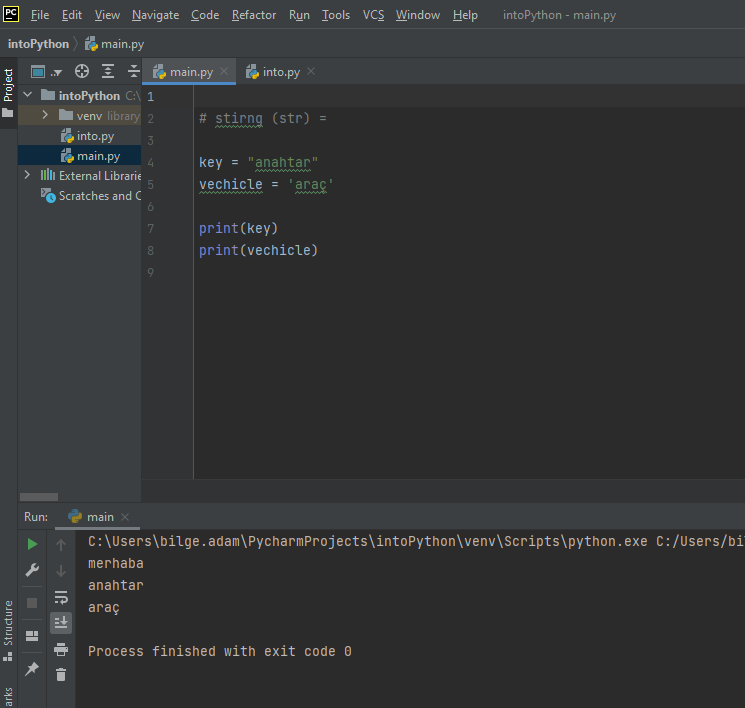 PC File Edit View Navigate Code Refactor Run Tools VCS Window Help intoPython - main.py
intoPython main.py
Project
main.py into.py
intoPython C:\
venv library
into.py
main.py
External Librarie
Scratches and C
1
2 # stirng (str) =
3
4 key = "anahtar"
5 vechicle = 'araç'
6
7 print(key)
8 print(vechicle)
9
Run: main
C:\Users\bilge.adam\PycharmProjects\intoPython\venv\Scripts\python.exe C:/Users/bil
merhaba
anahtar
araç
Process finished with exit code 0
Structure
arks